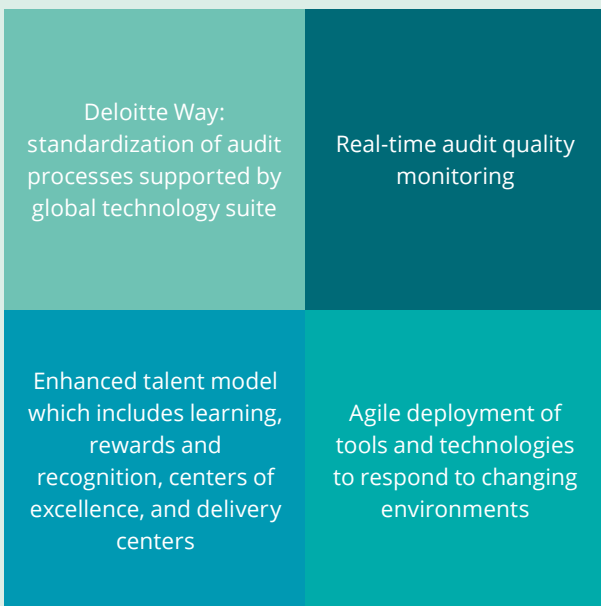 Deloitte Way:
standardization of audit
processes supported by
global technology suite
Real-time audit quality
monitoring
Enhanced talent model
which includes learning,
rewards and
recognition, centers of
excellence, and delivery
centers
Agile deployment of
tools and technologies
to respond to changing
environments